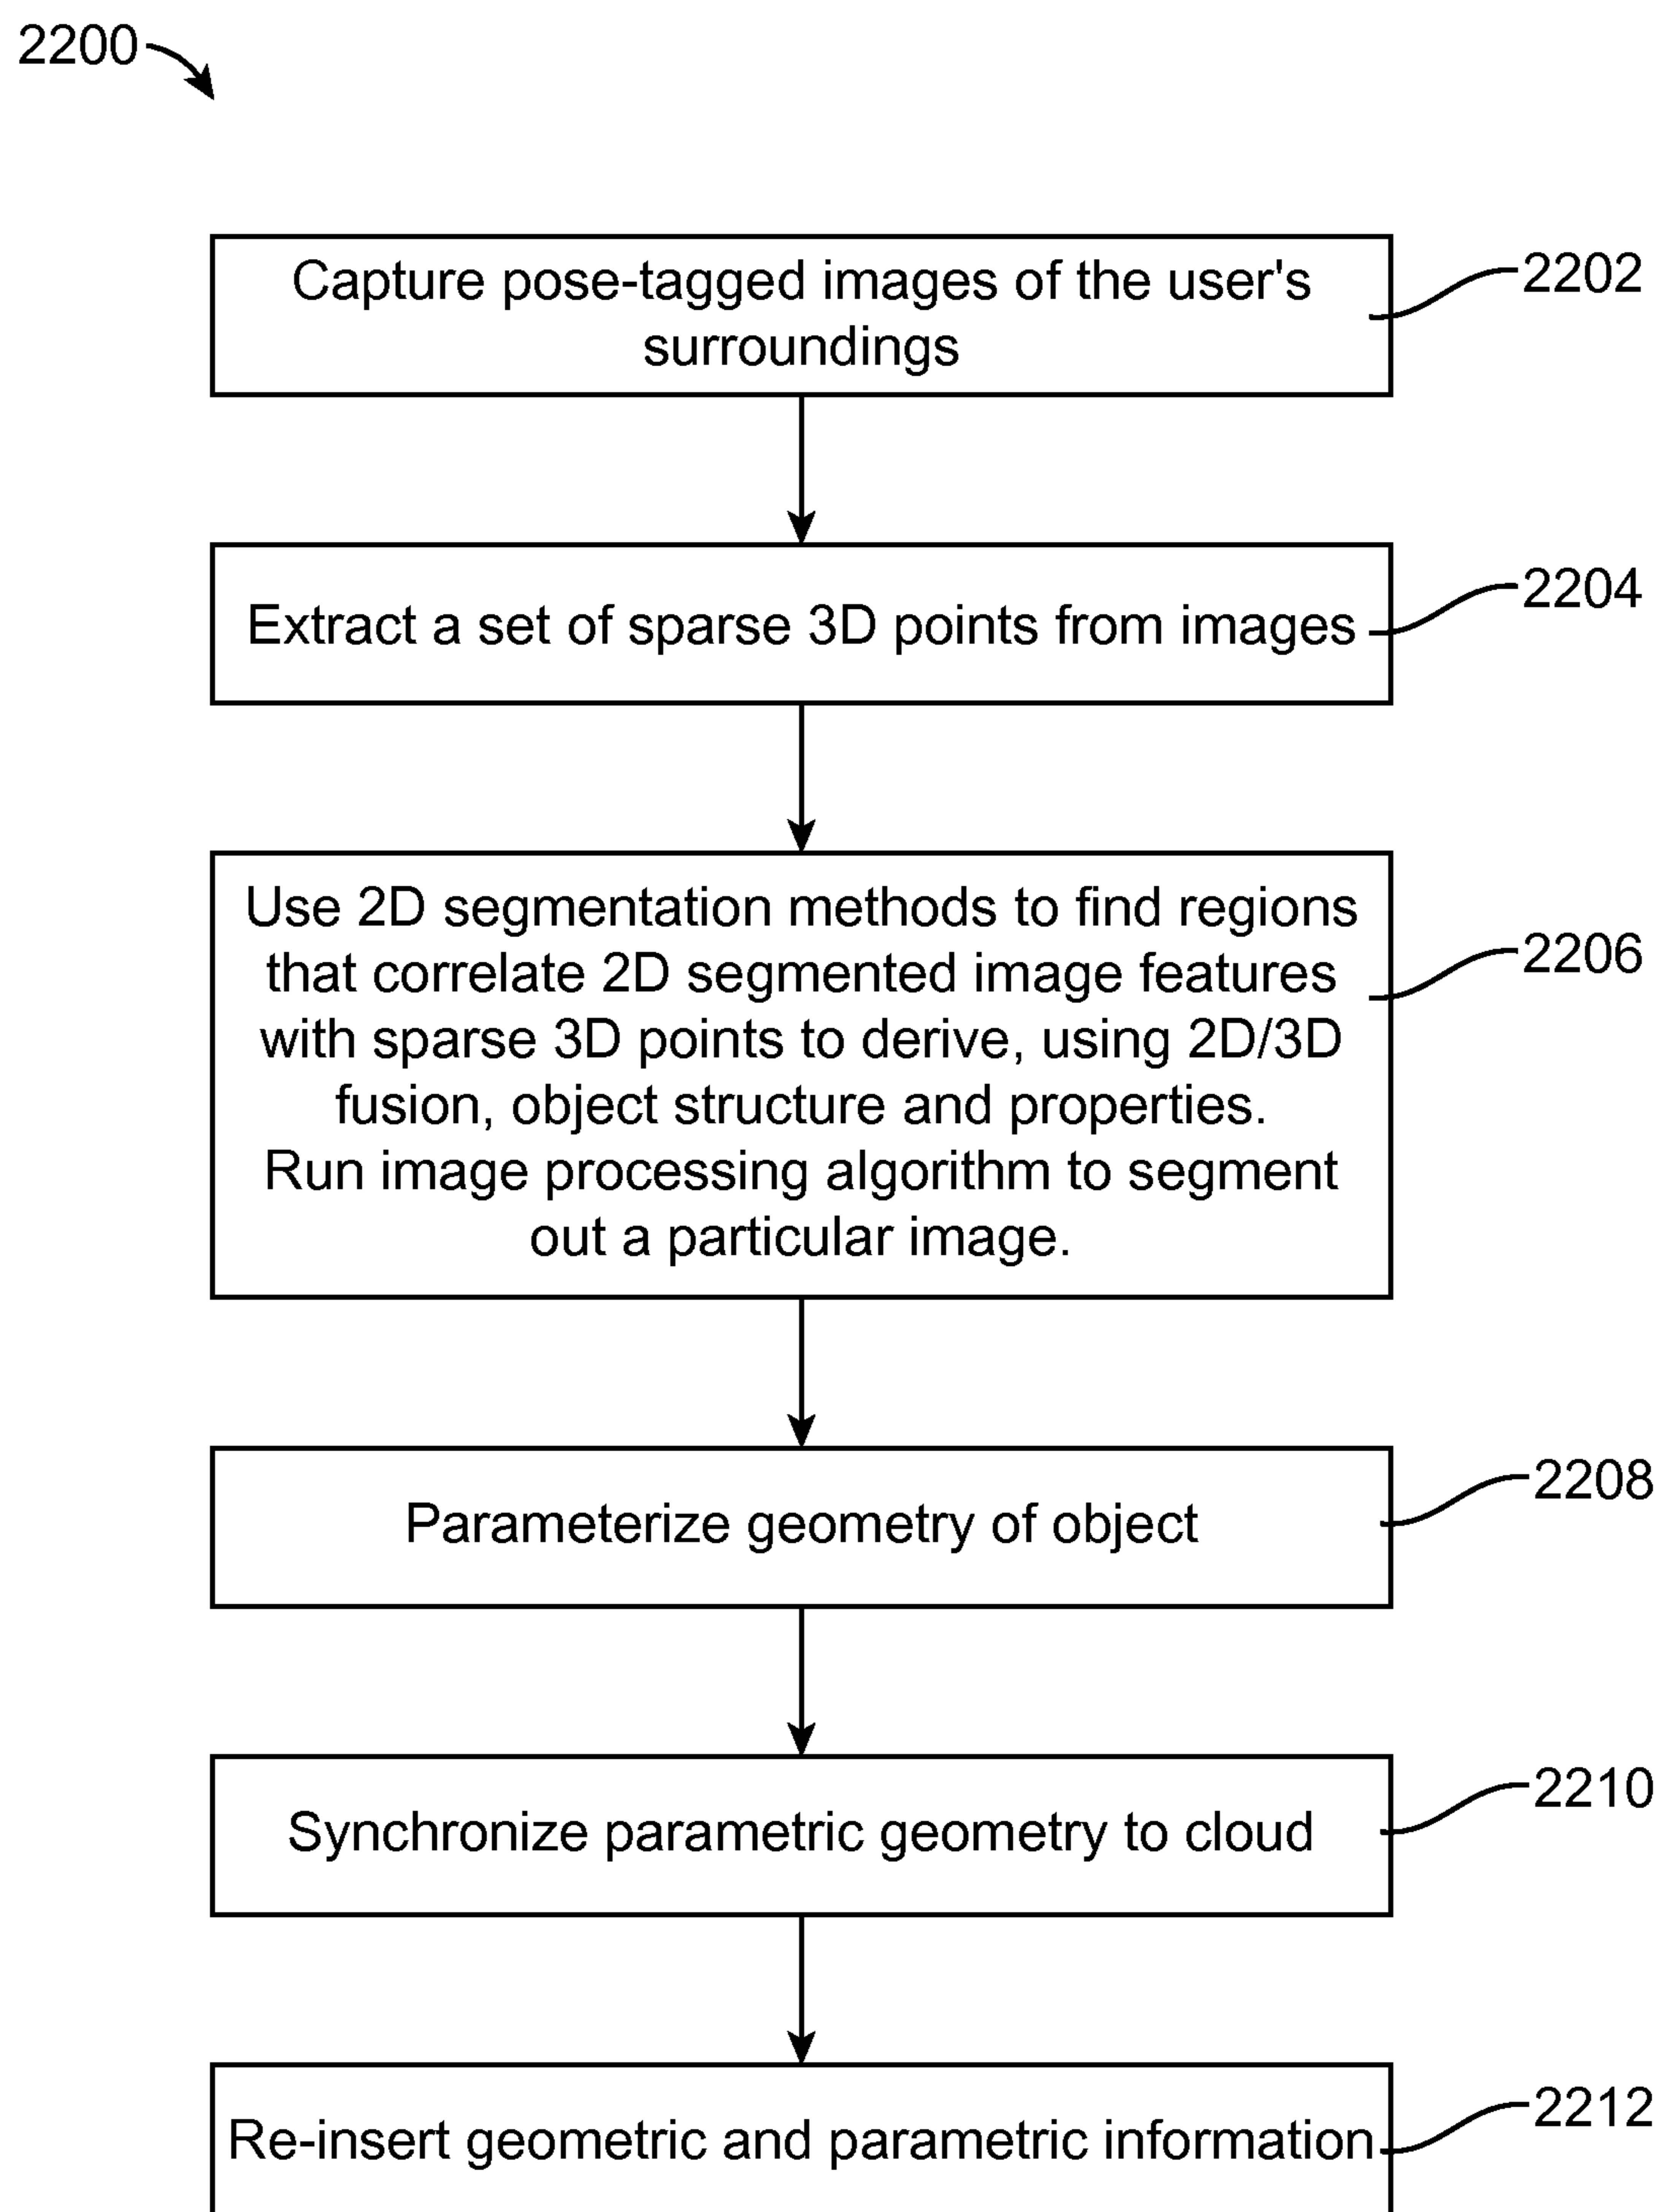 2200
Capture pose-tagged images of the user's
surroundings
2202
Extract a set of sparse 3D points from images
2204
Use 2D segmentation methods to find regions
that correlate 2D segmented image features
with sparse 3D points to derive, using 2D/3D
fusion, object structure and properties.
Run image processing algorithm to segment
out a particular image.
2206
Parameterize geometry of object
2208
Synchronize parametric geometry to cloud
2210
Re-insert geometric and parametric information
2212